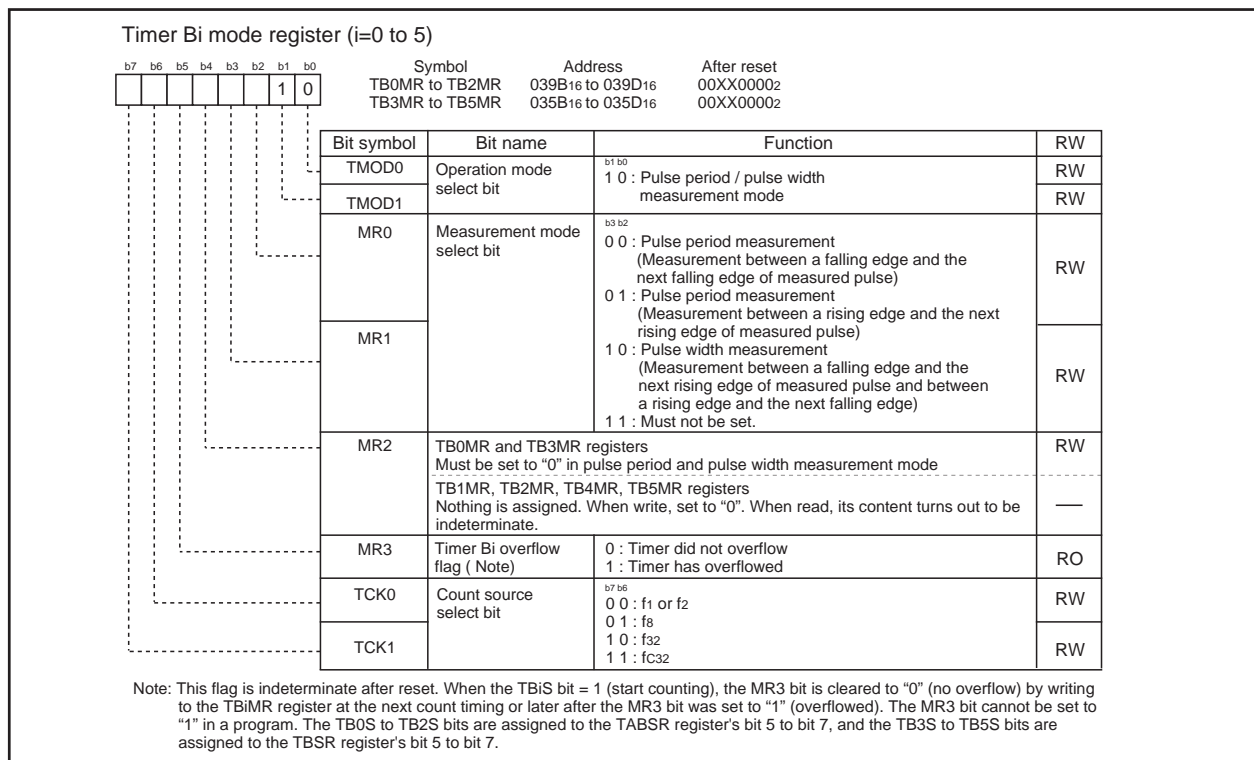 Timer Bi mode register (i=0 to 5)
b7 b6 b5 b4 b3 b2 b1 b0
1 0
Symbol Address After reset
TB0MR to TB2MR 039B16 to 039D16 00XX00002
TB3MR to TB5MR 035B16 to 035D16 00XX00002
Bit symbol Bit name Function RW
TMOD0 Operation mode select bit b1 b0 RW
1 0 : Pulse period / pulse width
TMOD1 measurement mode RW
MR0 Measurement mode select bit b3 b2 RW
0 0 : Pulse period measurement
(Measurement between a falling edge and the
next falling edge of measured pulse)
0 1 : Pulse period measurement
(Measurement between a rising edge and the next
rising edge of measured pulse)
MR1 RW
1 0 : Pulse width measurement
(Measurement between a falling edge and the
next rising edge of measured pulse and between
a rising edge and the next falling edge)
1 1 : Must not be set.
MR2 TB0MR and TB3MR registers RW
Must be set to “0” in pulse period and pulse width measurement mode
TB1MR, TB2MR, TB4MR, TB5MR registers
Nothing is assigned. When write, set to “0”. When read, its content turns out to be —
indeterminate.
MR3 Timer Bi overflow 0 : Timer did not overflow RO
flag ( Note) 1 : Timer has overflowed
TCK0 Count source select bit b7 b6 RW
0 0 : f1 or f2
0 1 : f8
TCK1 1 0 : f32 RW
1 1 : fC32
Note: This flag is indeterminate after reset. When the TBiS bit = 1 (start counting), the MR3 bit is cleared to “0” (no overflow) by writing
to the TBiMR register at the next count timing or later after the MR3 bit was set to “1” (overflowed). The MR3 bit cannot be set to
“1” in a program. The TB0S to TB2S bits are assigned to the TABSR register's bit 5 to bit 7, and the TB3S to TB5S bits are
assigned to the TBSR register's bit 5 to bit 7.